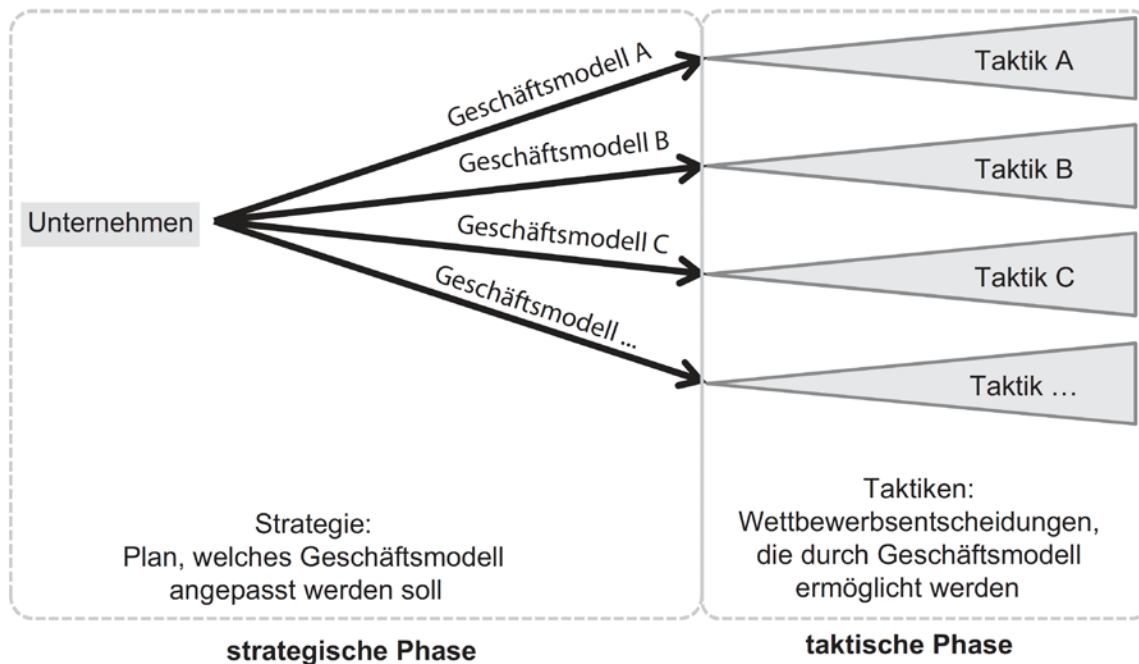 Unternehmen
Geschäftsmodell A
Geschäftsmodell B
Geschäftsmodell C
Geschäftsmodell ...
Taktik A
Taktik B
Taktik C
Taktik …
Strategie:
Plan, welches Geschäftsmodell
angepasst werden soll
Taktiken:
Wettbewerbsentscheidungen,
die durch Geschäftsmodell
ermöglicht werden
strategische Phase
taktische Phase